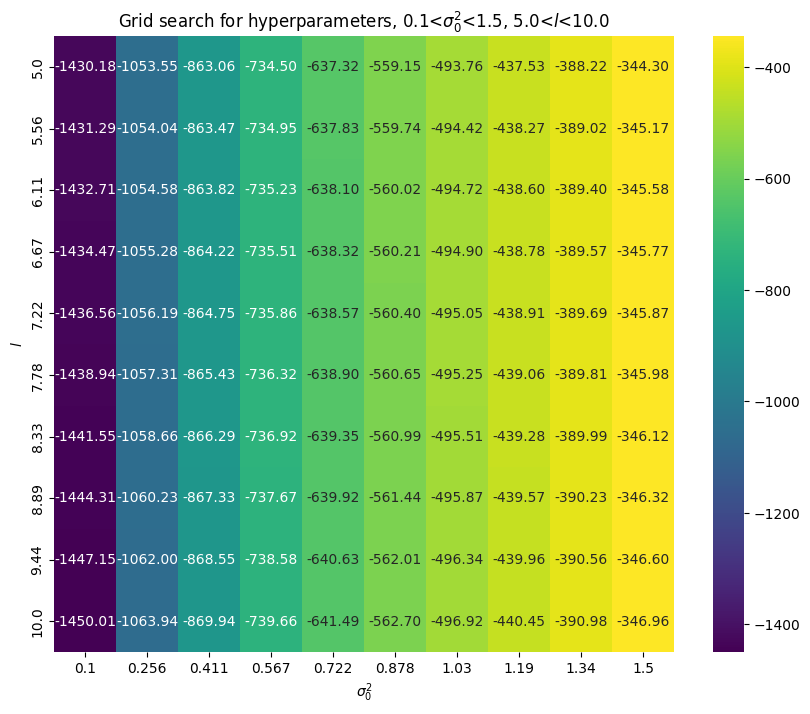 Grid search for hyperparameters, 0.1<σ₀²<1.5, 5.0<l<10.0
5.0 -1430.18 -1053.55 -863.06 -734.50 -637.32 -559.15 -493.76 -437.53 -388.22 -344.30
5.56 -1431.29 -1054.04 -863.47 -734.95 -637.83 -559.74 -494.42 -438.27 -389.02 -345.17
6.11 -1432.71 -1054.58 -863.82 -735.23 -638.10 -560.02 -494.72 -438.60 -389.40 -345.58
6.67 -1434.47 -1055.28 -864.22 -735.51 -638.32 -560.21 -494.90 -438.78 -389.57 -345.77
7.22 -1436.56 -1056.19 -864.75 -735.86 -638.57 -560.40 -495.05 -438.91 -389.69 -345.87
l
7.78 -1438.94 -1057.31 -865.43 -736.32 -638.90 -560.65 -495.25 -439.06 -389.81 -345.98
8.33 -1441.55 -1058.66 -866.29 -736.92 -639.35 -560.99 -495.51 -439.28 -389.99 -346.12
8.89 -1444.31 -1060.23 -867.33 -737.67 -639.92 -561.44 -495.87 -439.57 -390.23 -346.32
9.44 -1447.15 -1062.00 -868.55 -738.58 -640.63 -562.01 -496.34 -439.96 -390.56 -346.60
10.0 -1450.01 -1063.94 -869.94 -739.66 -641.49 -562.70 -496.92 -440.45 -390.98 -346.96
0.1 0.256 0.411 0.567 0.722 0.878 1.03 1.19 1.34 1.5
σ₀²
−400
−600
−800
−1000
−1200
−1400